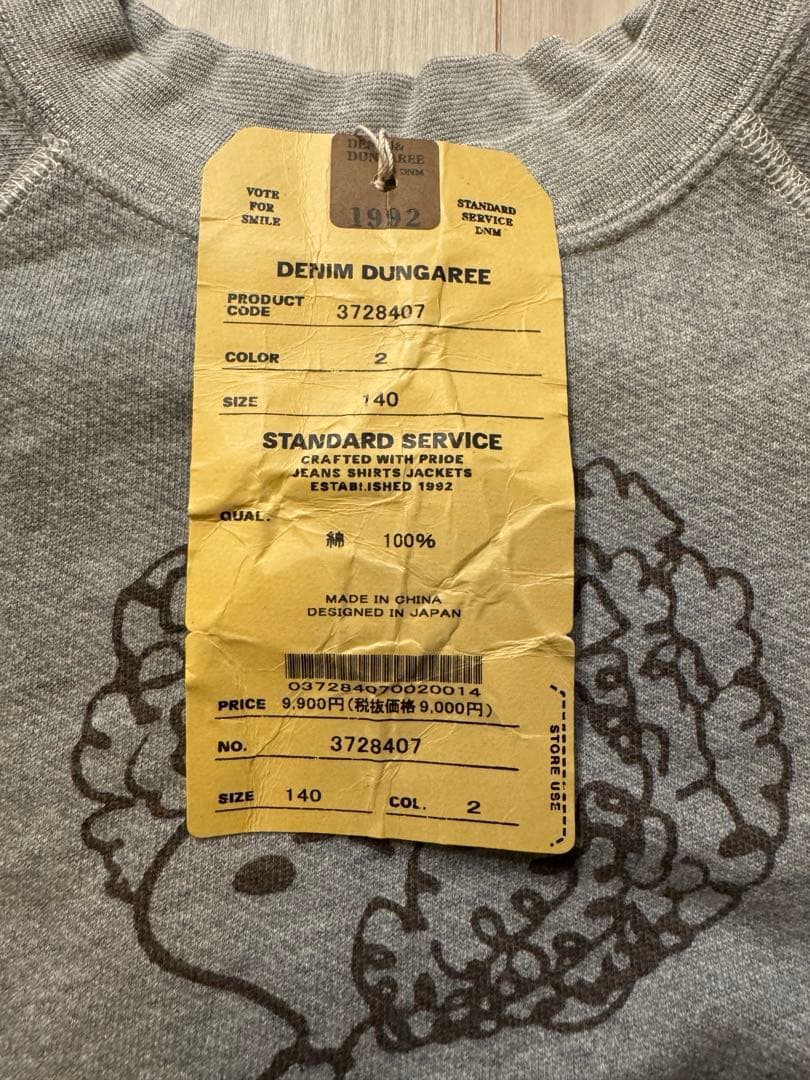 DENIM &
DUNGAREE
DNM
1992
VOTE
FOR
SMILE
STANDARD
SERVICE
DNM
DENIM DUNGAREE
PRODUCT
CODE 3728407
COLOR 2
SIZE 140
STANDARD SERVICE
CRAFTED WITH PRIDE
JEANS SHIRTS JACKETS
ESTABLISHED 1992
QUAL.
綿 100%
MADE IN CHINA
DESIGNED IN JAPAN
037284070020014
PRICE 9,900円(税抜価格 9,000円)
NO. 3728407
SIZE 140 COL. 2
STORE USE